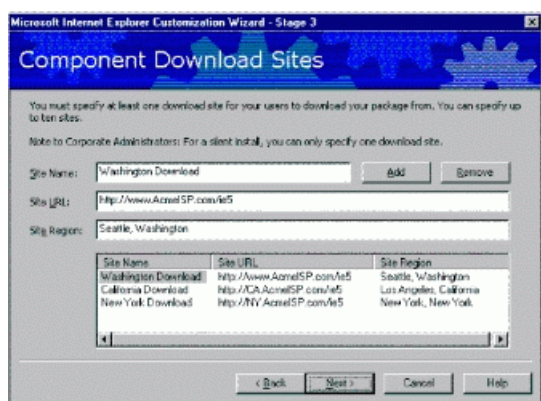 Microsoft Internet Explorer Customization Wizard - Stage 3
Component Download Sites
You must specify at least one download site for your users to download your package from. You can specify up
to ten sites.
Note to Corporate Administrators: For a silent install, you can only specify one download site.
Site Name: Washington Download Add Remove
Site URL: http://www.AcmeISP.com/ie5
Site Region: Seattle, Washington
Site Name Site URL Site Region
Washington Download http://www.AcmeISP.com/ie5 Seattle, Washington
California Download http://CA.AcmeISP.com/ie5 Los Angeles, California
New York Download http://NY.AcmeISP.com/ie5 New York, New York
< Back Next > Cancel Help